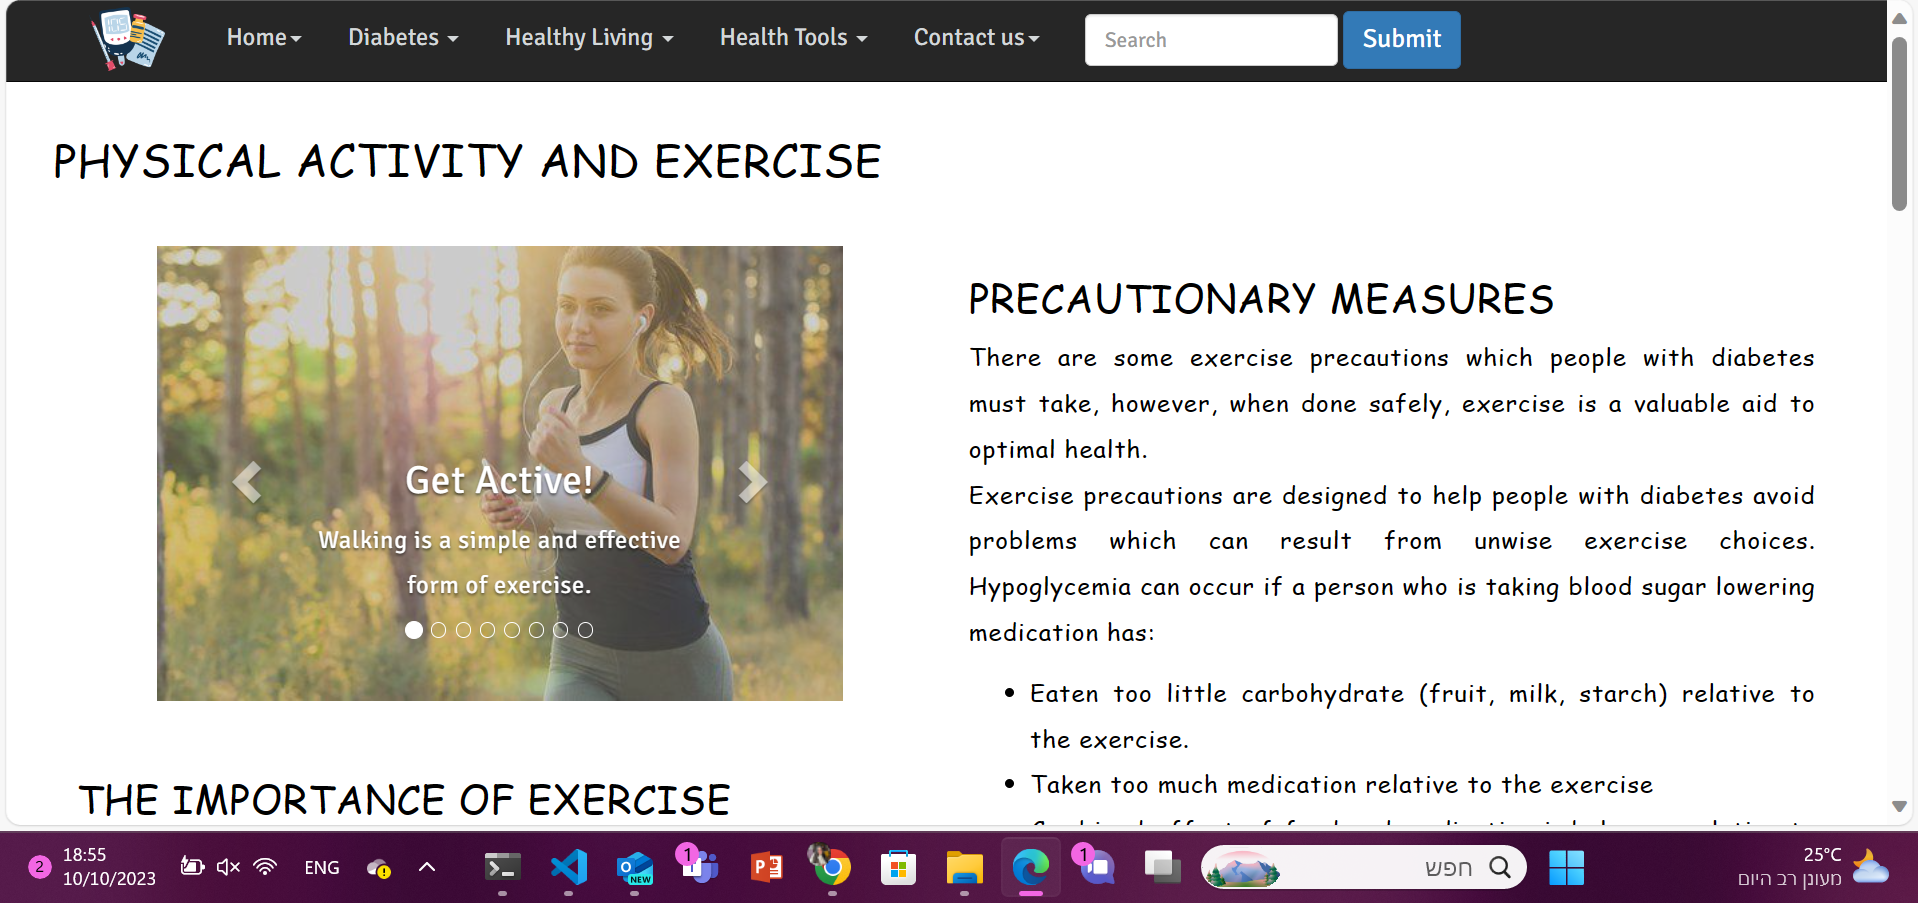 Home
Diabetes
Healthy Living
Health Tools
Contact us
Search
Submit
PHYSICAL ACTIVITY AND EXERCISE
Get Active!
Walking is a simple and effective
form of exercise.
THE IMPORTANCE OF EXERCISE
PRECAUTIONARY MEASURES
There are some exercise precautions which people with diabetes
must take, however, when done safely, exercise is a valuable aid to
optimal health.
Exercise precautions are designed to help people with diabetes avoid
problems which can result from unwise exercise choices.
Hypoglycemia can occur if a person who is taking blood sugar lowering
medication has:
• Eaten too little carbohydrate (fruit, milk, starch) relative to
the exercise.
• Taken too much medication relative to the exercise
2
18:55
10/10/2023
ENG
NEW
1
1
חפש
25°C
מעונן רב היום